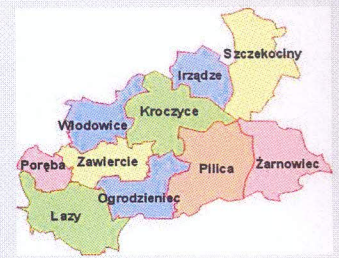 Szczekociny
Irządze
Kroczyce
Włodowice
Poręba
Zawiercie
Pilica
Żarnowiec
Ogrodzieniec
Łazy